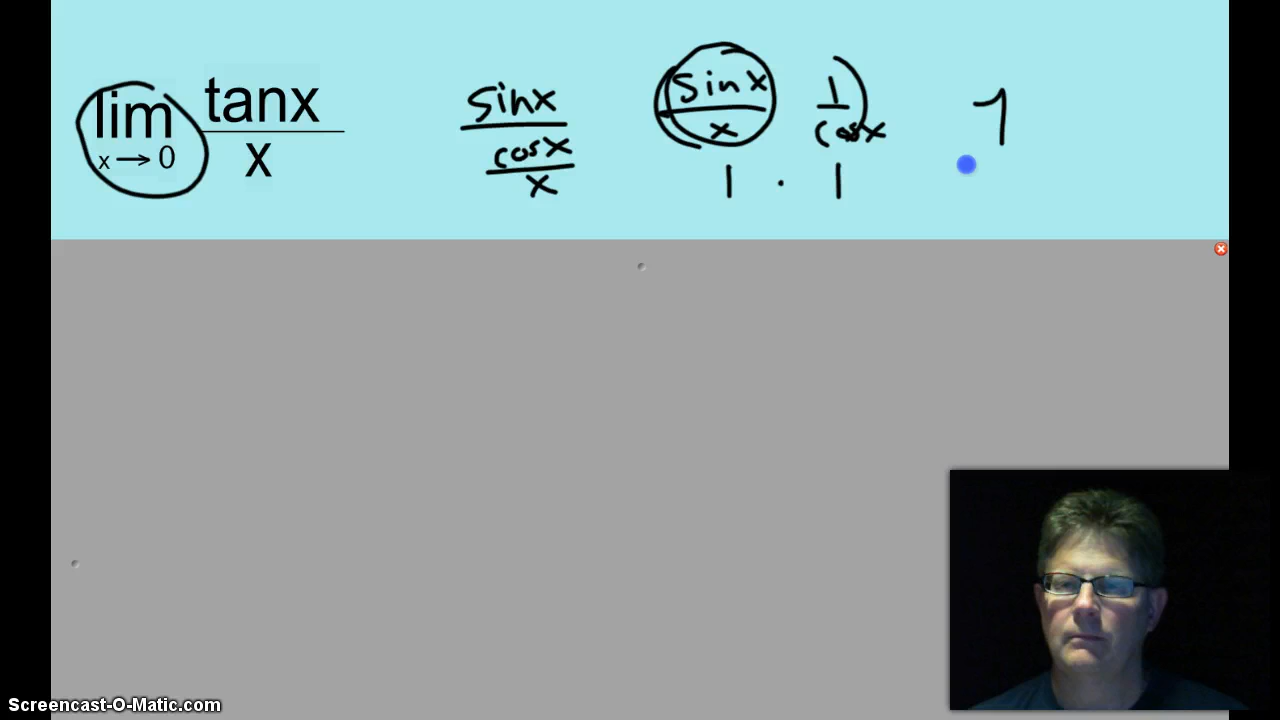 lim
x → 0
tanx
x
sinx
cosx
x
sinx
x
1
cosx
1 · 1
1
Screencast-O-Matic.com